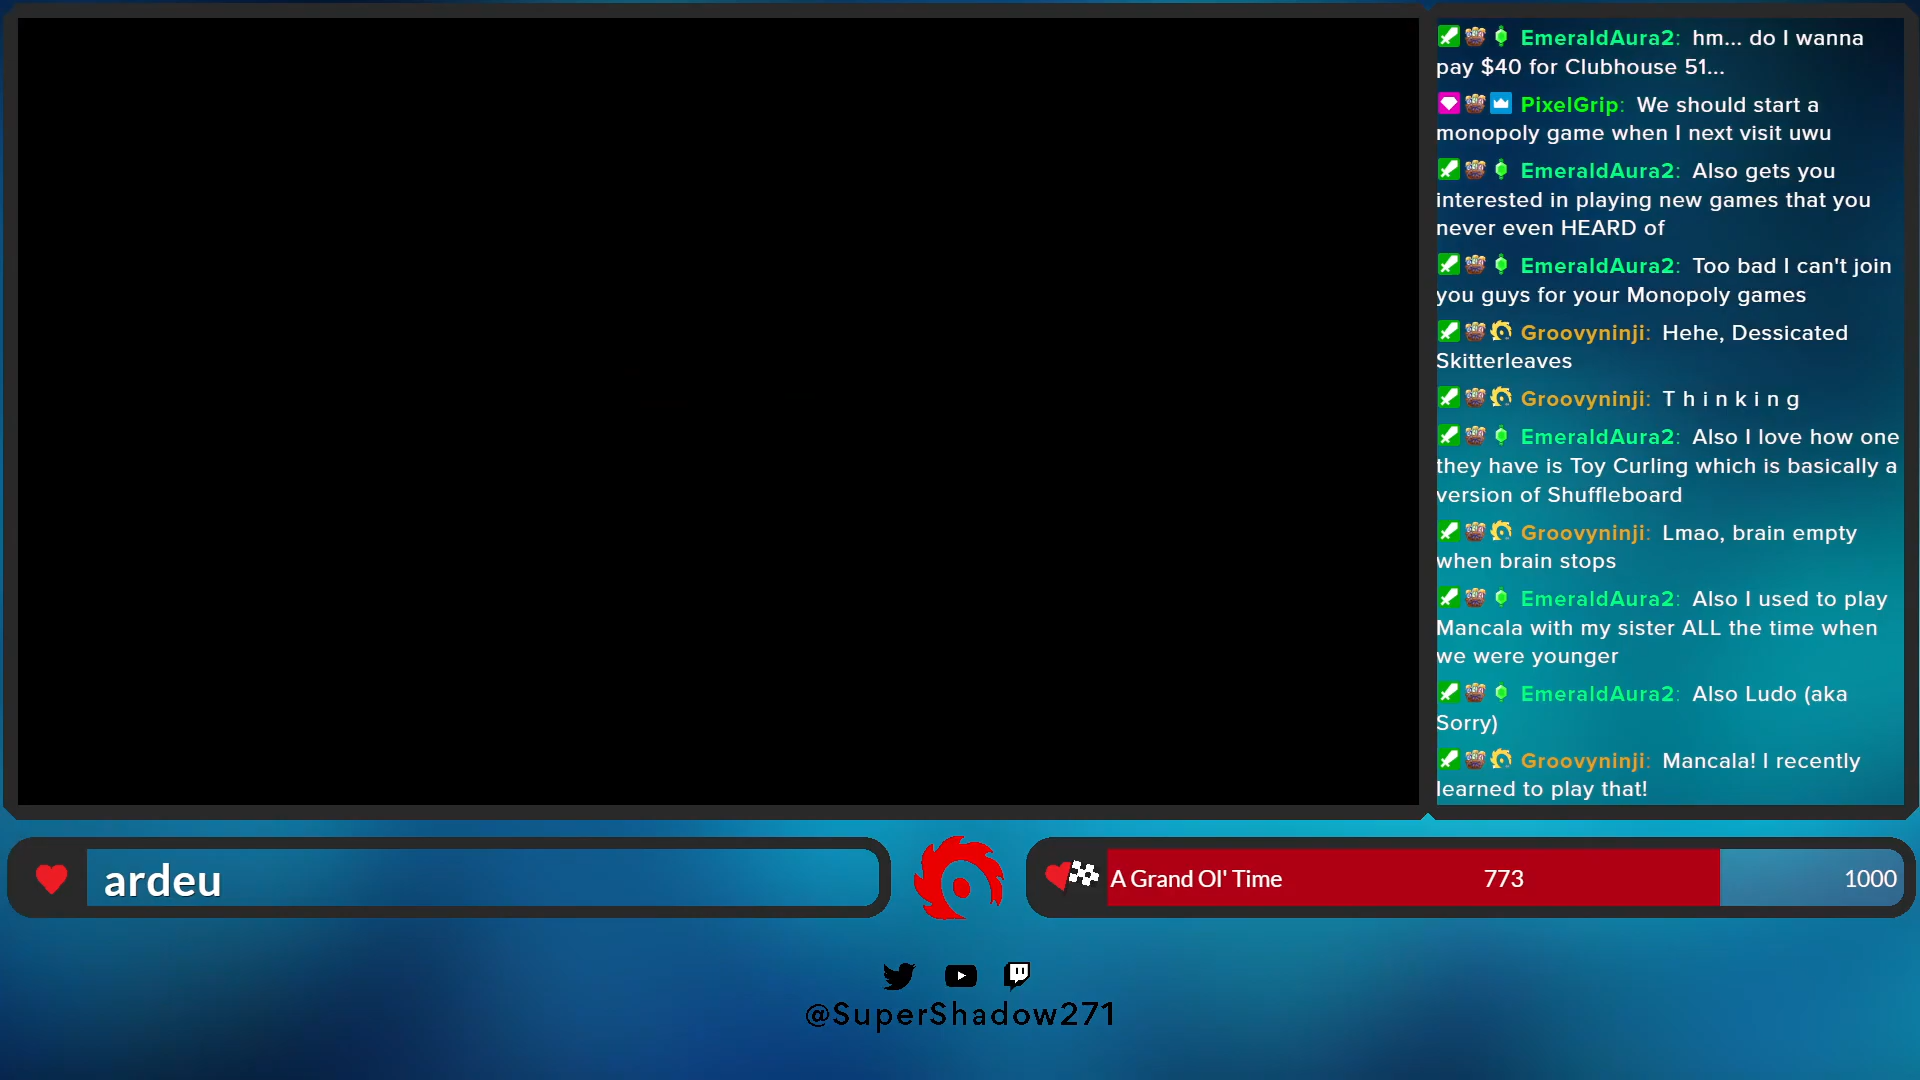 EmeraldAura2: hm... do I wanna
pay $40 for Clubhouse 51...
PixelGrip: We should start a
monopoly game when I next visit uwu
EmeraldAura2: Also gets you
interested in playing new games that you
never even HEARD of
EmeraldAura2: Too bad I can't join
you guys for your Monopoly games
Groovyninji: Hehe, Dessicated
Skitterleaves
Groovyninji: T h i n k i n g
EmeraldAura2: Also I love how one
they have is Toy Curling which is basically a
version of Shuffleboard
Groovyninji: Lmao, brain empty
when brain stops
EmeraldAura2: Also I used to play
Mancala with my sister ALL the time when
we were younger
EmeraldAura2: Also Ludo (aka
Sorry)
Groovyninji: Mancala! I recently
learned to play that!
ardeu
A Grand Ol' Time 773 1000
@SuperShadow271